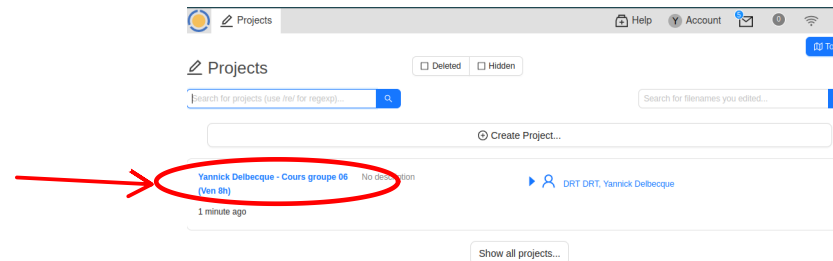 Projects
Help
Y Account
5
0
To
Projects
Deleted
Hidden
Search for projects (use /re/ for regexp)...
Search for filenames you edited...
Create Project...
Yannick Delbecque - Cours groupe 06
(Ven 8h)
No description
DRT DRT, Yannick Delbecque
1 minute ago
Show all projects...